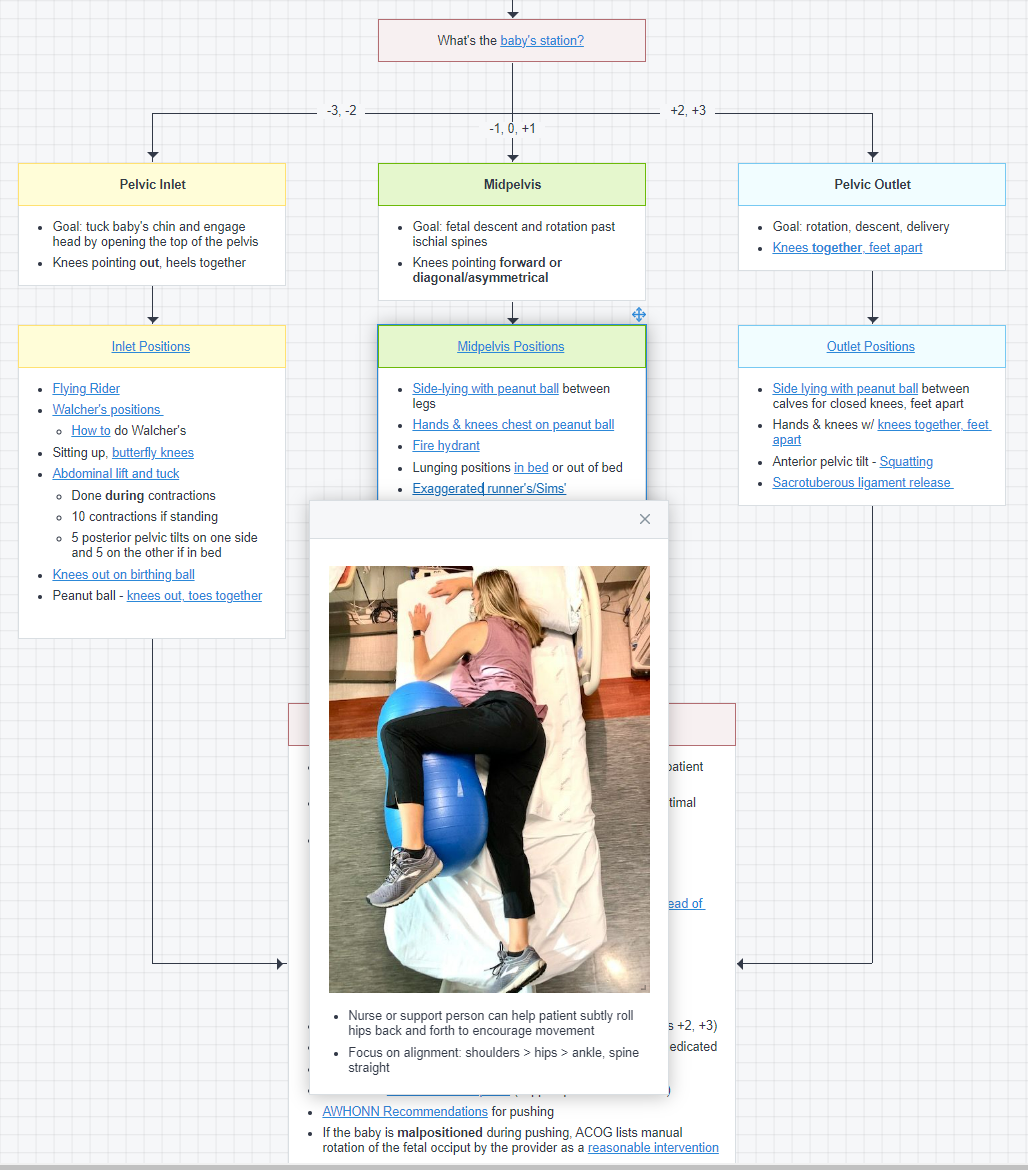 What's the baby's station?
-3, -2
+2, +3
-1, 0, +1
Pelvic Inlet
Goal: tuck baby's chin and engage
head by opening the top of the pelvis
Knees pointing out, heels together
Midpelvis
Goal: fetal descent and rotation past
ischial spines
Knees pointing forward or
diagonal/asymmetrical
Pelvic Outlet
Goal: rotation, descent, delivery
Knees together, feet apart
Inlet Positions
Flying Rider
Walcher's positions
How to do Walcher's
Sitting up, butterfly knees
Abdominal lift and tuck
Done during contractions
10 contractions if standing
5 posterior pelvic tilts on one side
and 5 on the other if in bed
Knees out on birthing ball
Peanut ball - knees out, toes together
Midpelvis Positions
Side-lying with peanut ball between
legs
Hands & knees chest on peanut ball
Fire hydrant
Lunging positions in bed or out of bed
Exaggerated runner's/Sims'
Outlet Positions
Side lying with peanut ball between
calves for closed knees, feet apart
Hands & knees w/ knees together, feet
apart
Anterior pelvic tilt - Squatting
Sacrotuberous ligament release
Nurse or support person can help patient subtly roll
hips back and forth to encourage movement
Focus on alignment: shoulders > hips > ankle, spine
straight
patient
ead of
+2, +3)
AWHONN Recommendations for pushing
If the baby is malpositioned during pushing, ACOG lists manual
rotation of the fetal occiput by the provider as a reasonable intervention